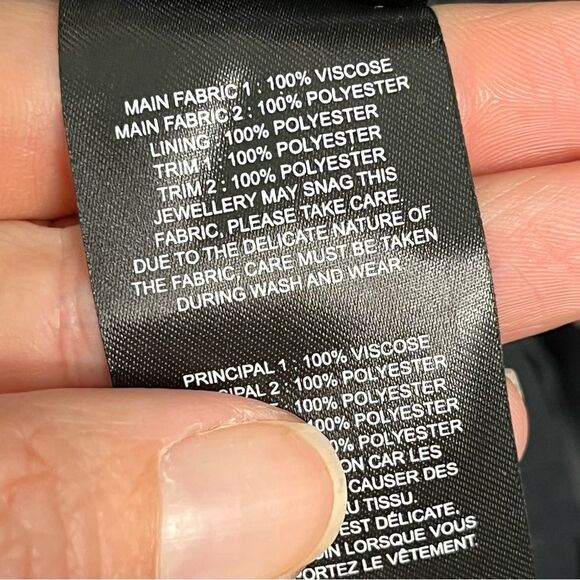 MAIN FABRIC 1 : 100% VISCOSE
MAIN FABRIC 2 : 100% POLYESTER
LINING : 100% POLYESTER
TRIM 1 : 100% POLYESTER
TRIM 2 : 100% POLYESTER
JEWELLERY MAY SNAG THIS
FABRIC, PLEASE TAKE CARE
DUE TO THE DELICATE NATURE OF
THE FABRIC, CARE MUST BE TAKEN
DURING WASH AND WEAR
PRINCIPAL 1 : 100% VISCOSE
2 : 100% POLYESTER
100% POLYESTER
100% POLYESTER
POLYESTER
CAR LES
CAUSER DES
TISSU.
EST DÉLICATE.
LORSQUE VOUS
LE VÊTEMENT.